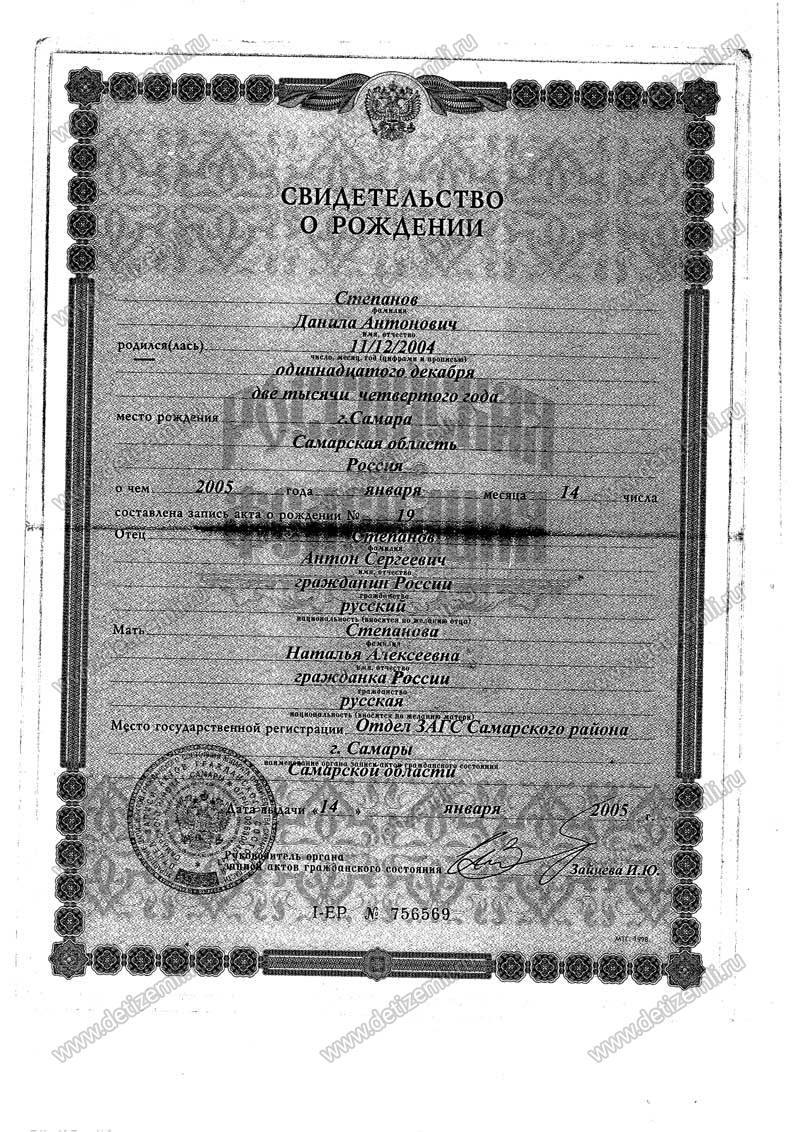 СВИДЕТЕЛЬСТВО
О РОЖДЕНИИ
Степанов
фамилия
Данила Антонович
имя, отчество
родился(лась) 11/12/2004
число, месяц, год (цифрами и прописью)
одиннадцатого декабря
две тысячи четвертого года
место рождения г.Самара
Самарская область
Россия
о чем 2005 года января месяца 14 числа
составлена запись акта о рождении № 19
Отец Степанов
фамилия
Антон Сергеевич
имя, отчество
гражданин России
гражданство
русский
национальность (вносится по желанию отца)
Мать Степанова
фамилия
Наталья Алексеевна
имя, отчество
гражданка России
гражданство
русская
национальность (вносится по желанию матери)
Место государственной регистрации Отдел ЗАГС Самарского района
г. Самары
наименование органа записи актов гражданского состояния
Самарской области
Дата выдачи «14 » января 2005 г.
Руководитель органа
записи актов гражданского состояния Зайцева И.Ю.
I-ЕР № 756569
МТГ. 1998.
РОССИЙСКАЯ
ФЕДЕРАЦИЯ
www.detizemli.ru